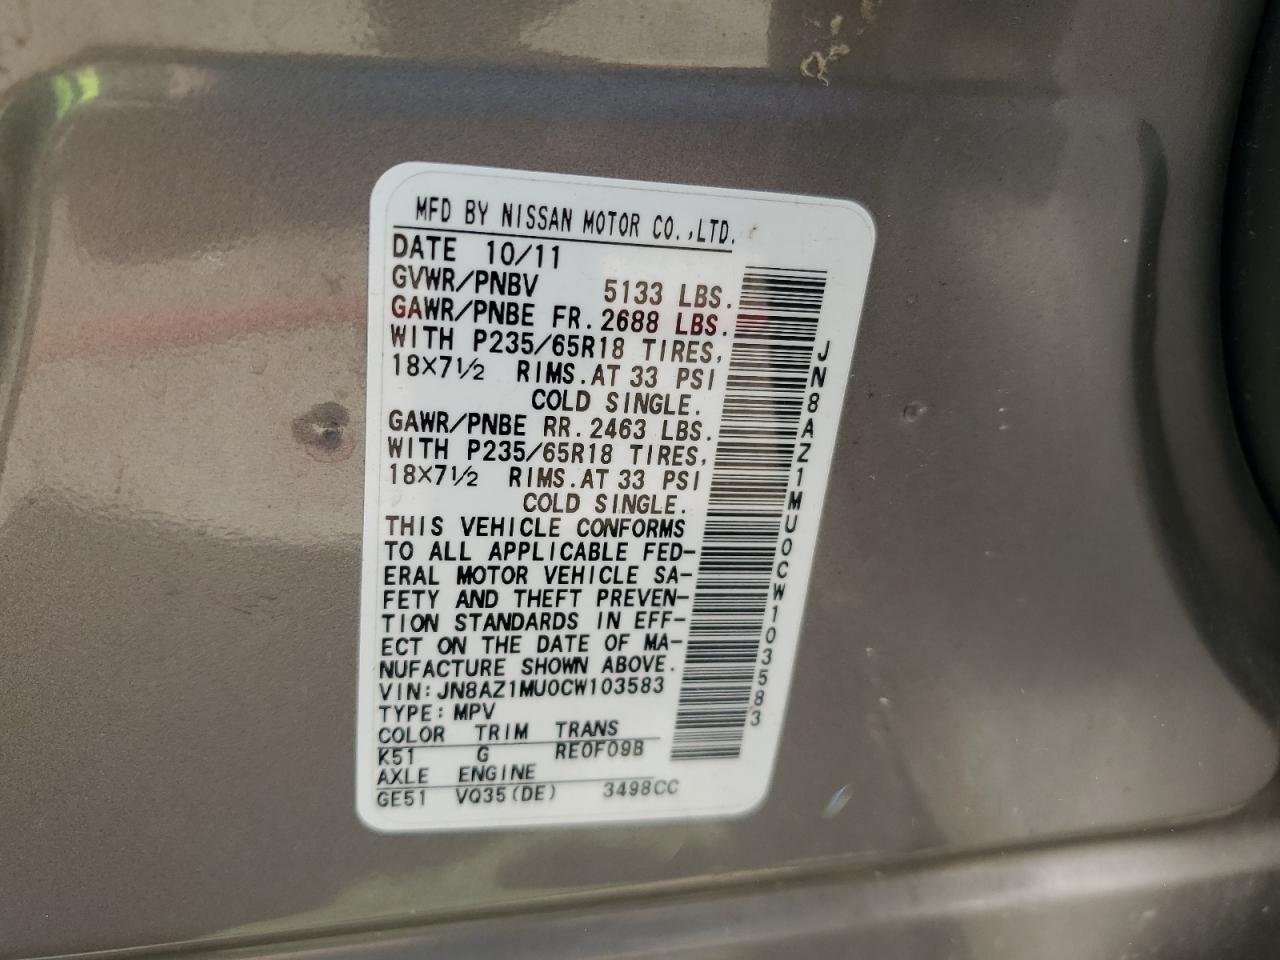 MFD BY NISSAN MOTOR CO.,LTD.
DATE 10/11
GVWR/PNBV 5133 LBS.
GAWR/PNBE FR. 2688 LBS.
WITH P235/65R18 TIRES,
18X7½ RIMS.AT 33 PSI
COLD SINGLE.
GAWR/PNBE RR. 2463 LBS.
WITH P235/65R18 TIRES,
18X7½ RIMS.AT 33 PSI
COLD SINGLE.
THIS VEHICLE CONFORMS
TO ALL APPLICABLE FED-
ERAL MOTOR VEHICLE SA-
FETY AND THEFT PREVEN-
TION STANDARDS IN EFF-
ECT ON THE DATE OF MA-
NUFACTURE SHOWN ABOVE.
VIN: JN8AZ1MU0CW103583
TYPE: MPV
COLOR TRIM TRANS
K51 G RE0F09B
AXLE ENGINE
GE51 VQ35(DE) 3498CC
JN8AZ1MU0CW103583